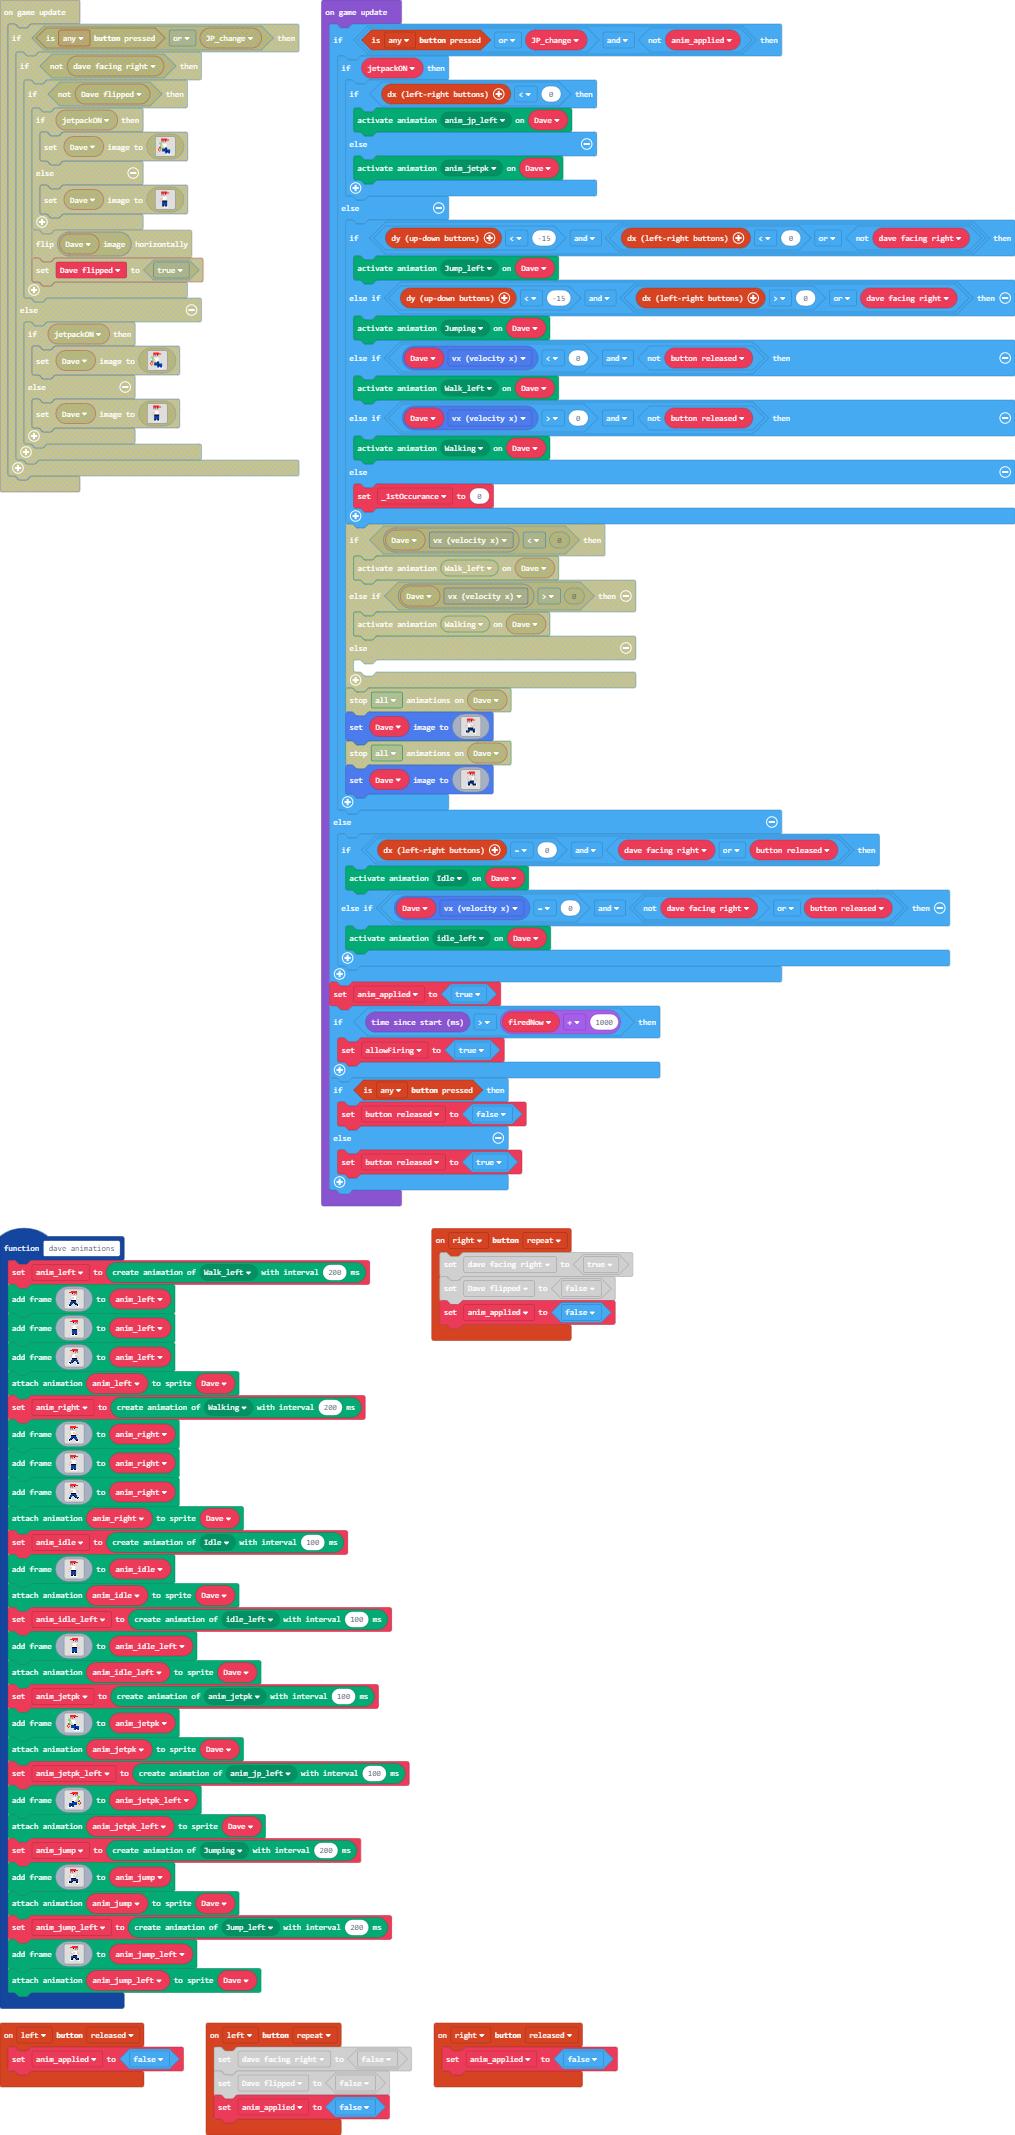 on game update
if is any button pressed or JP_change then
if not dave facing right then
if not Dave flipped then
if jetpackON then
set Dave image to
else
set Dave image to
flip Dave image horizontally
set Dave flipped to true
else
if jetpackON then
set Dave image to
else
set Dave image to
on game update
if is any button pressed or JP_change and not anim_applied then
if jetpackON then
if dx (left-right buttons) < 0 then
activate animation anim_jp_left on Dave
else
activate animation anim_jetpk on Dave
else
if dy (up-down buttons) < -15 and dx (left-right buttons) < 0 or not dave facing right then
activate animation Jump_left on Dave
else if dy (up-down buttons) < -15 and dx (left-right buttons) > 0 or dave facing right then
activate animation Jumping on Dave
else if Dave vx (velocity x) < 0 and not button released then
activate animation Walk_left on Dave
else if Dave vx (velocity x) > 0 and not button released then
activate animation Walking on Dave
else
set _1stOccurance to 0
if Dave vx (velocity x) < 0 then
activate animation Walk_left on Dave
else if Dave vx (velocity x) > 0 then
activate animation Walking on Dave
else
stop all animations on Dave
set Dave image to
stop all animations on Dave
set Dave image to
else
if dx (left-right buttons) = 0 and dave facing right or button released then
activate animation Idle on Dave
else if Dave vx (velocity x) = 0 and not dave facing right or button released then
activate animation idle_left on Dave
set anim_applied to true
if time since start (ms) > firedNow + 1000 then
set allowFiring to true
if is any button pressed then
set button released to false
else
set button released to true
function dave animations
set anim_left to create animation of Walk_left with interval 200 ms
add frame to anim_left
add frame to anim_left
add frame to anim_left
attach animation anim_left to sprite Dave
set anim_right to create animation of Walking with interval 200 ms
add frame to anim_right
add frame to anim_right
add frame to anim_right
attach animation anim_right to sprite Dave
set anim_idle to create animation of Idle with interval 100 ms
add frame to anim_idle
attach animation anim_idle to sprite Dave
set anim_idle_left to create animation of idle_left with interval 100 ms
add frame to anim_idle_left
attach animation anim_idle_left to sprite Dave
set anim_jetpk to create animation of anim_jetpk with interval 100 ms
add frame to anim_jetpk
attach animation anim_jetpk to sprite Dave
set anim_jetpk_left to create animation of anim_jp_left with interval 100 ms
add frame to anim_jetpk_left
attach animation anim_jetpk_left to sprite Dave
set anim_jump to create animation of Jumping with interval 200 ms
add frame to anim_jump
attach animation anim_jump to sprite Dave
set anim_jump_left to create animation of Jump_left with interval 200 ms
add frame to anim_jump_left
attach animation anim_jump_left to sprite Dave
on right button repeat
set dave facing right to true
set Dave flipped to false
set anim_applied to false
on left button released
set anim_applied to false
on left button repeat
set dave facing right to false
set Dave flipped to false
set anim_applied to false
on right button released
set anim_applied to false